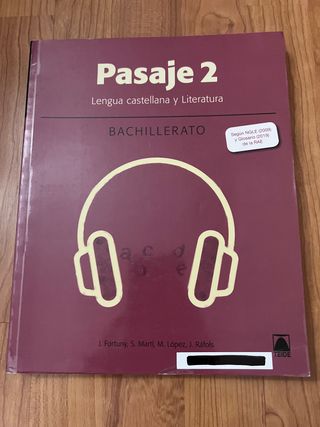 Pasaje 2
Lengua castellana y Literatura
BACHILLERATO
Según NGLE (2009)
y Glosario (2019)
de la RAE
a c d
b e
J. Fortuny, S. Martí, M. López, J. Ràfols
TEIDE